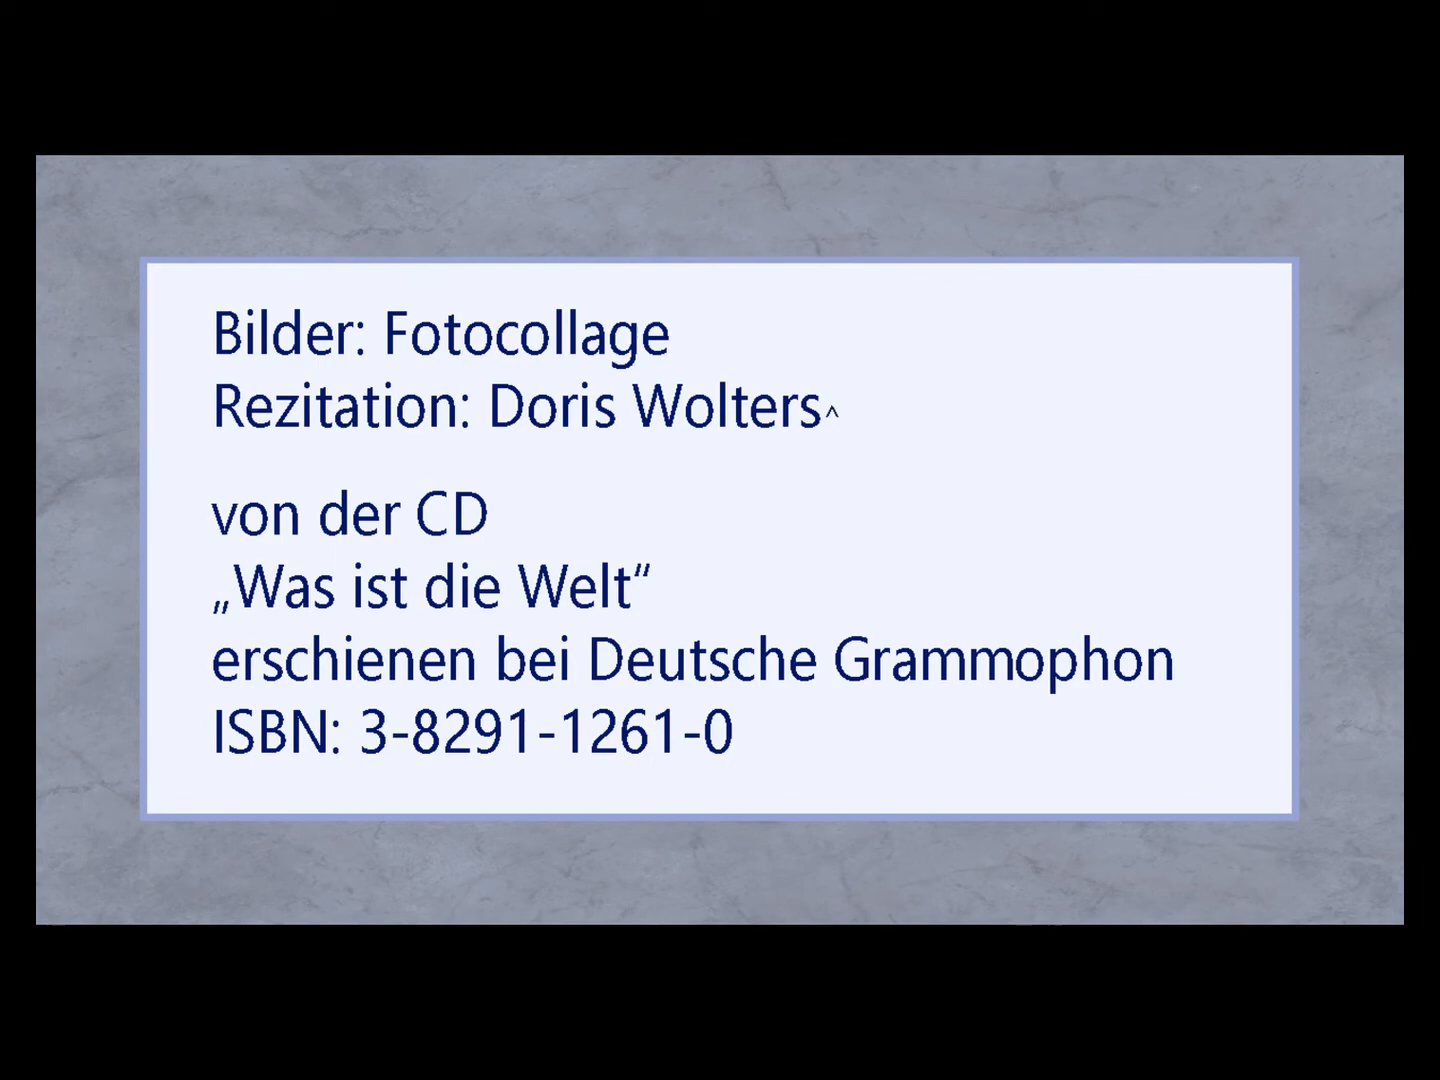 Bilder: Fotocollage
Rezitation: Doris Wolters^
von der CD
„Was ist die Welt“
erschienen bei Deutsche Grammophon
ISBN: 3-8291-1261-0